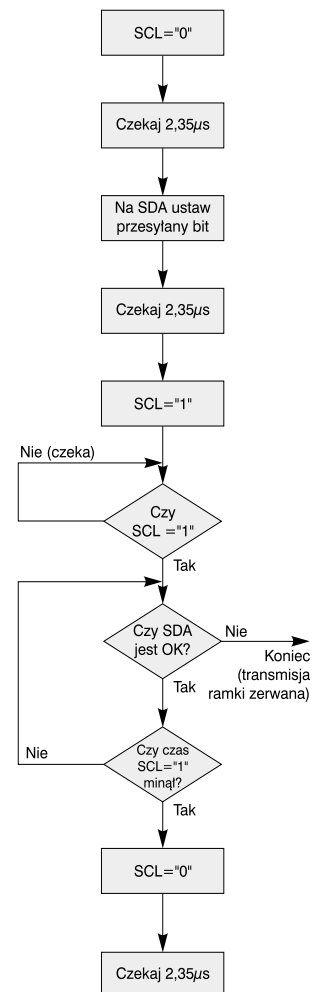 SCL="0"
Czekaj 2,35µs
Na SDA ustaw
przesyłany bit
Czekaj 2,35µs
SCL="1"
Nie (czeka)
Czy
SCL ="1"
Tak
Czy SDA
jest OK?
Nie
Koniec
(transmisja
ramki zerwana)
Tak
Czy czas
SCL="1"
minął?
Nie
Tak
SCL="0"
Czekaj 2,35µs